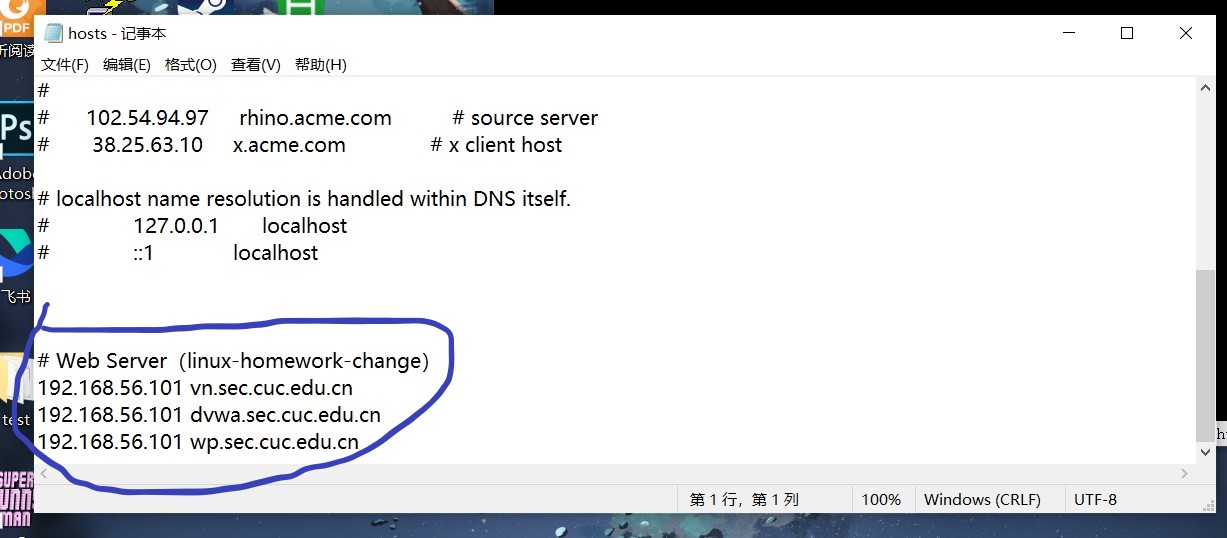 PDF
听阅读
hosts - 记事本
文件(F) 编辑(E) 格式(O) 查看(V) 帮助(H)
#
# 102.54.94.97 rhino.acme.com # source server
# 38.25.63.10 x.acme.com # x client host
# localhost name resolution is handled within DNS itself.
# 127.0.0.1 localhost
# ::1 localhost
# Web Server（linux-homework-change）
192.168.56.101 vn.sec.cuc.edu.cn
192.168.56.101 dvwa.sec.cuc.edu.cn
192.168.56.101 wp.sec.cuc.edu.cn
第 1 行，第 1 列 100% Windows (CRLF) UTF-8
Ps
Adob
otosh
飞书
test
SUPER
UNN
MAN